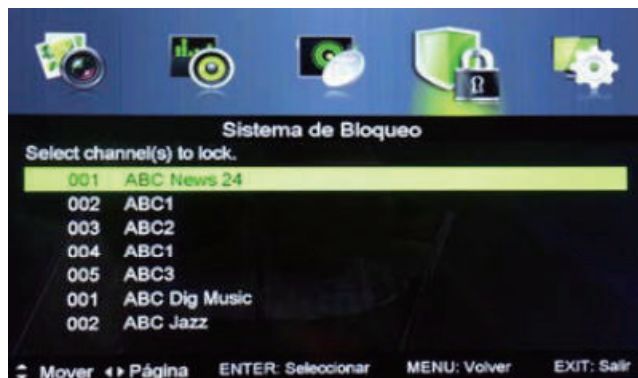 Sistema de Bloqueo
Select channel(s) to lock.
001 ABC News 24
002 ABC1
003 ABC2
004 ABC1
005 ABC3
001 ABC Dig Music
002 ABC Jazz
Mover Página ENTER: Seleccionar MENU: Volver EXIT: Salir